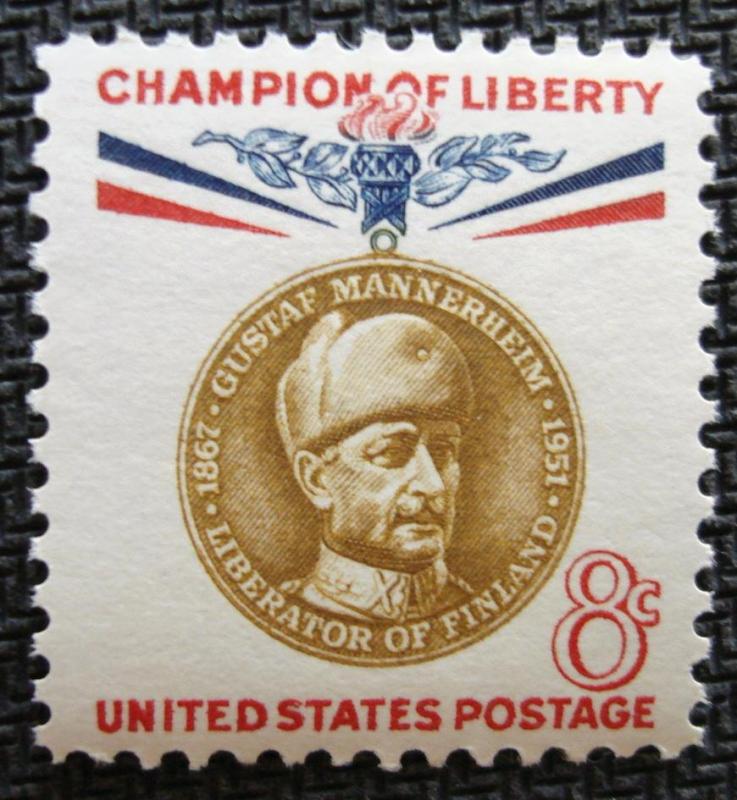 CHAMPION OF LIBERTY
1867 · GUSTAF MANNERHEIM · 1951 ·
LIBERATOR OF FINLAND
8c
UNITED STATES POSTAGE